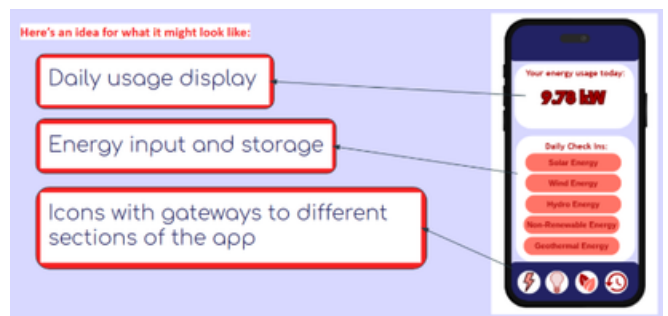 Here's an idea for what it might look like:
Daily usage display
Energy input and storage
Icons with gateways to different
sections of the app
Your energy usage today:
9.78 kW
Daily Check Ins:
Solar Energy
Wind Energy
Hydro Energy
Non-Renewable Energy
Geothermal Energy